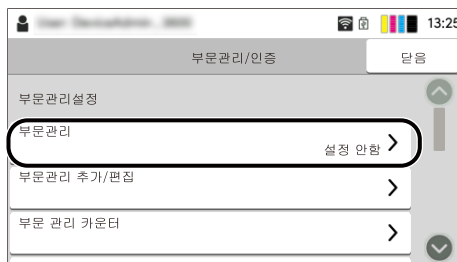 13:25
부문관리/인증
닫음
부문관리설정
부문관리
설정 안함
부문관리 추가/편집
부문 관리 카운터